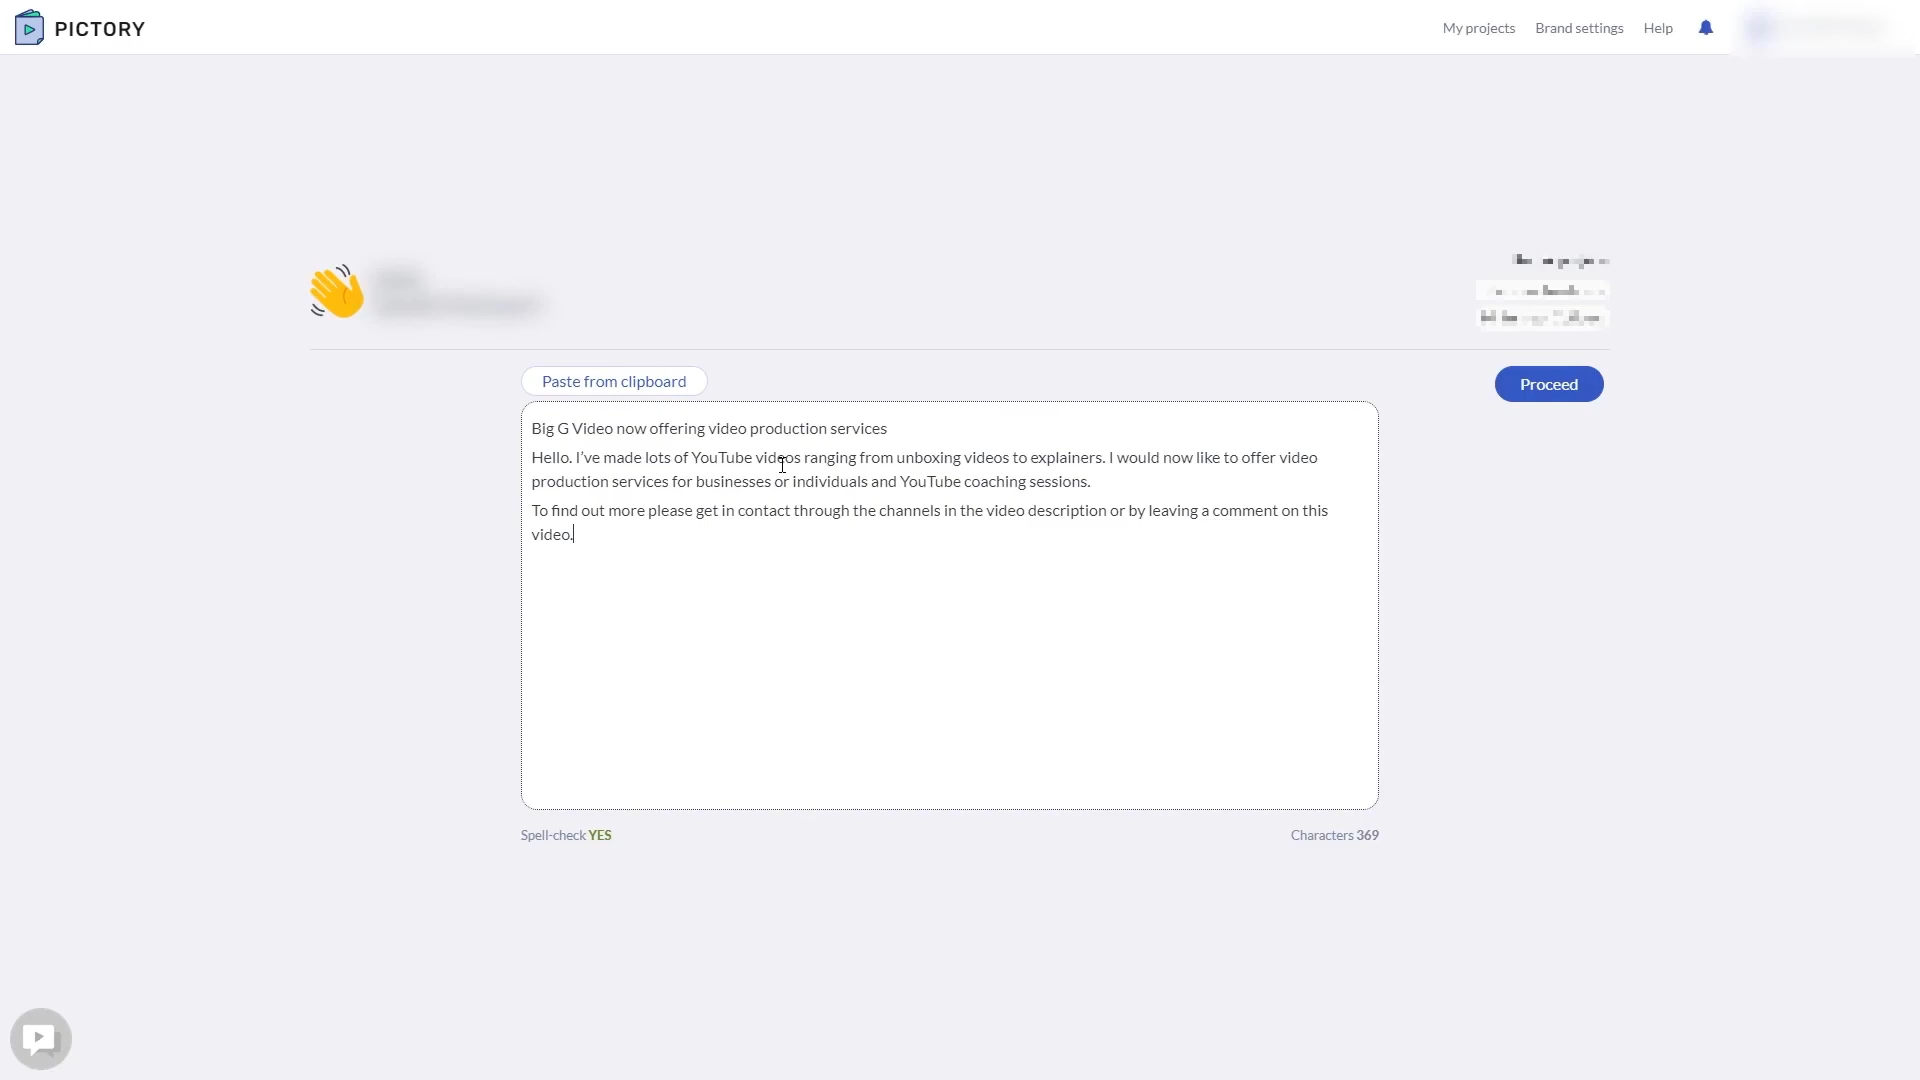 PICTORY
My projects
Brand settings
Help
Paste from clipboard
Proceed
Big G Video now offering video production services
Hello. I’ve made lots of YouTube videos ranging from unboxing videos to explainers. I would now like to offer video
production services for businesses or individuals and YouTube coaching sessions.
To find out more please get in contact through the channels in the video description or by leaving a comment on this
video.
Spell-check YES
Characters 369